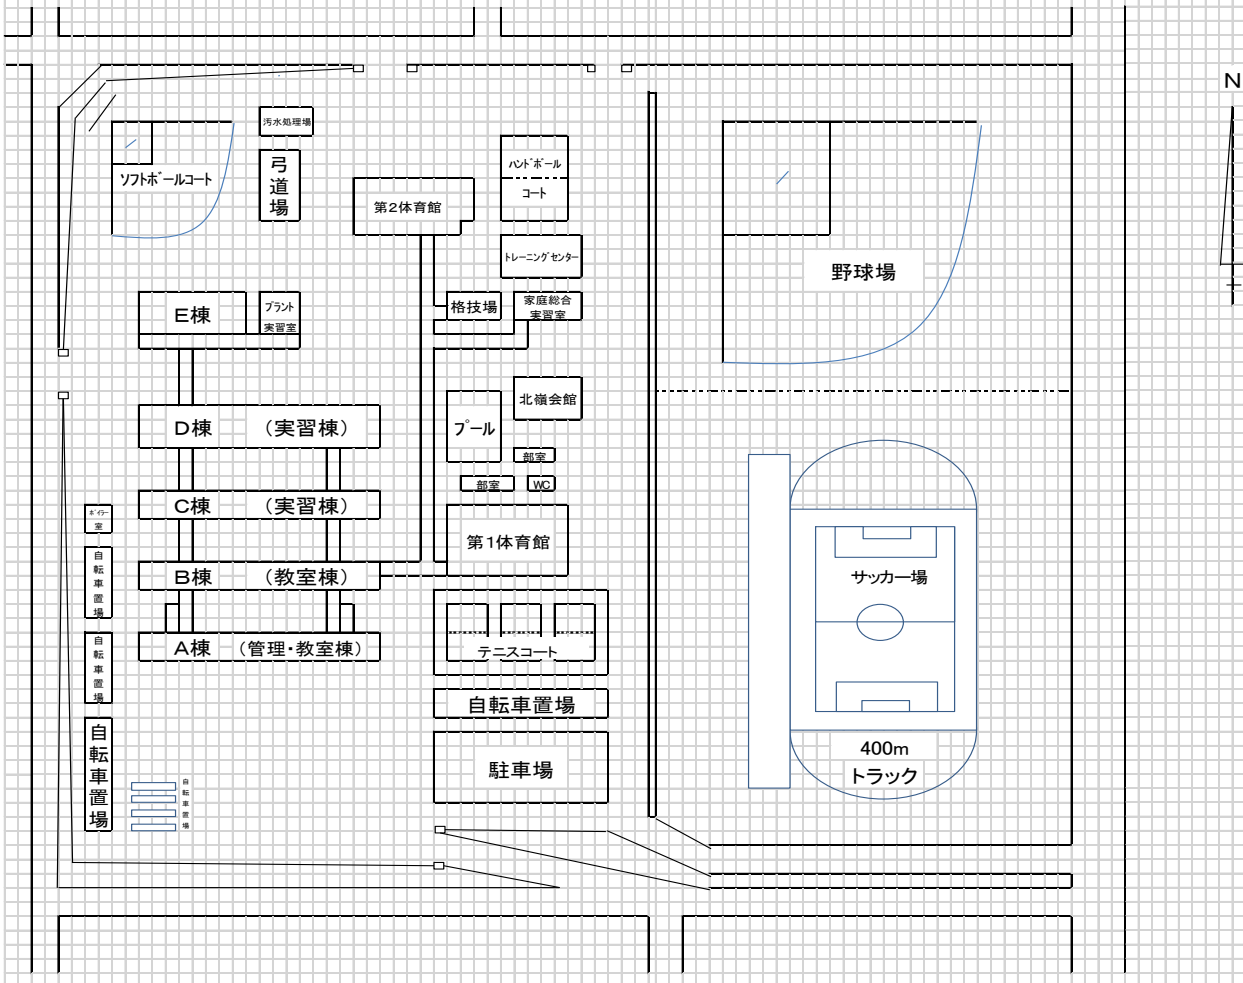 N
汚水処理場
弓道場
ソフトボールコート
ハンドボール
コート
第2体育館
トレーニングセンター
野球場
E棟
プラント
実習室
格技場
家庭総合
実習室
北嶺会館
プール
D棟 (実習棟)
部室
部室
WC
C棟 (実習棟)
ボイラー
室
第1体育館
自転車置場
B棟 (教室棟)
サッカー場
自転車置場
A棟 (管理・教室棟)
テニスコート
自転車置場
自転車置場
400m
トラック
駐車場
自転車置場